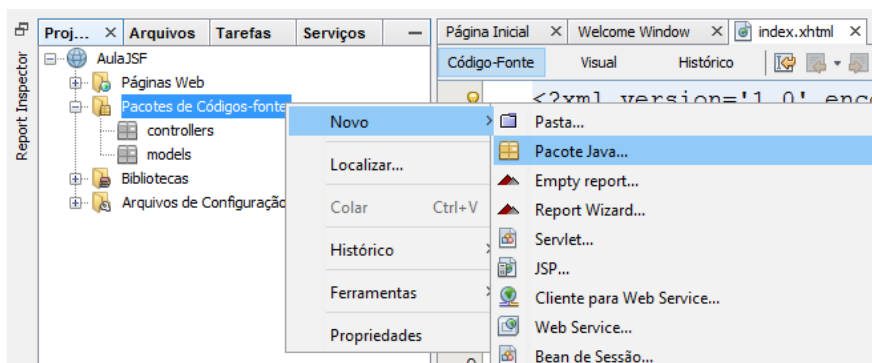 Proj... × Arquivos Tarefas Serviços
Página Inicial × Welcome Window × index.xhtml ×
Report Inspector
AulaJSF
Páginas Web
Pacotes de Códigos-fonte
controllers
models
Bibliotecas
Arquivos de Configuração
Código-Fonte Visual Histórico
<?xml version='1.0' enc
Novo
Localizar...
Colar Ctrl+V
Histórico
Ferramentas
Propriedades
Pasta...
Pacote Java...
Empty report...
Report Wizard...
Servlet...
JSP...
Cliente para Web Service...
Web Service...
Bean de Sessão...